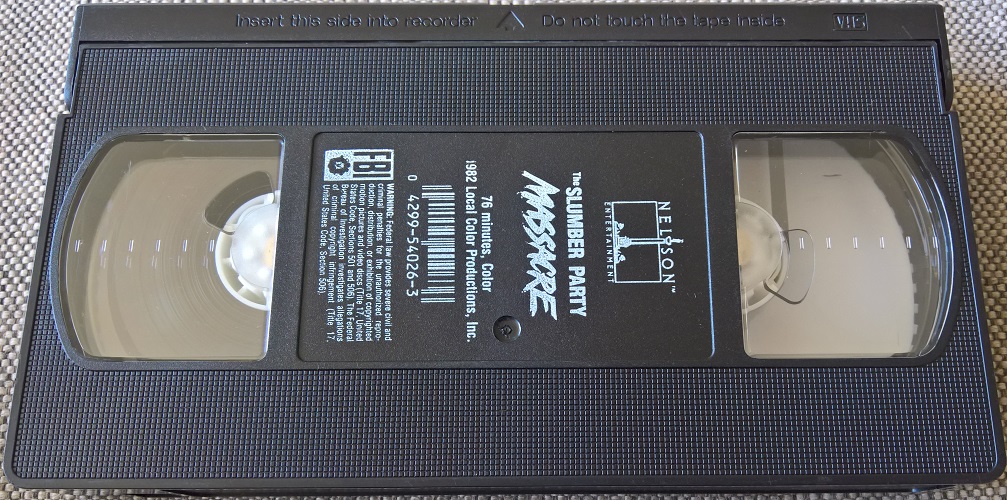 Insert this side into recorder △ Do not touch the tape inside
VHS
NELSON™
ENTERTAINMENT
The SLUMBER PARTY
MASSACRE
76 minutes, Color
1982 Local Color Productions, Inc.
0 4299-54026-3
FBI
WARNING: Federal law provides severe civil and
criminal penalties for the unauthorized repro-
duction, distribution, or exhibition of copyrighted
motion pictures and video discs (Title 17, United
States Code, Sections 501 and 506). The Federal
Bureau of Investigation investigates allegations
of criminal copyright infringement (Title 17,
United States Code, Section 506).